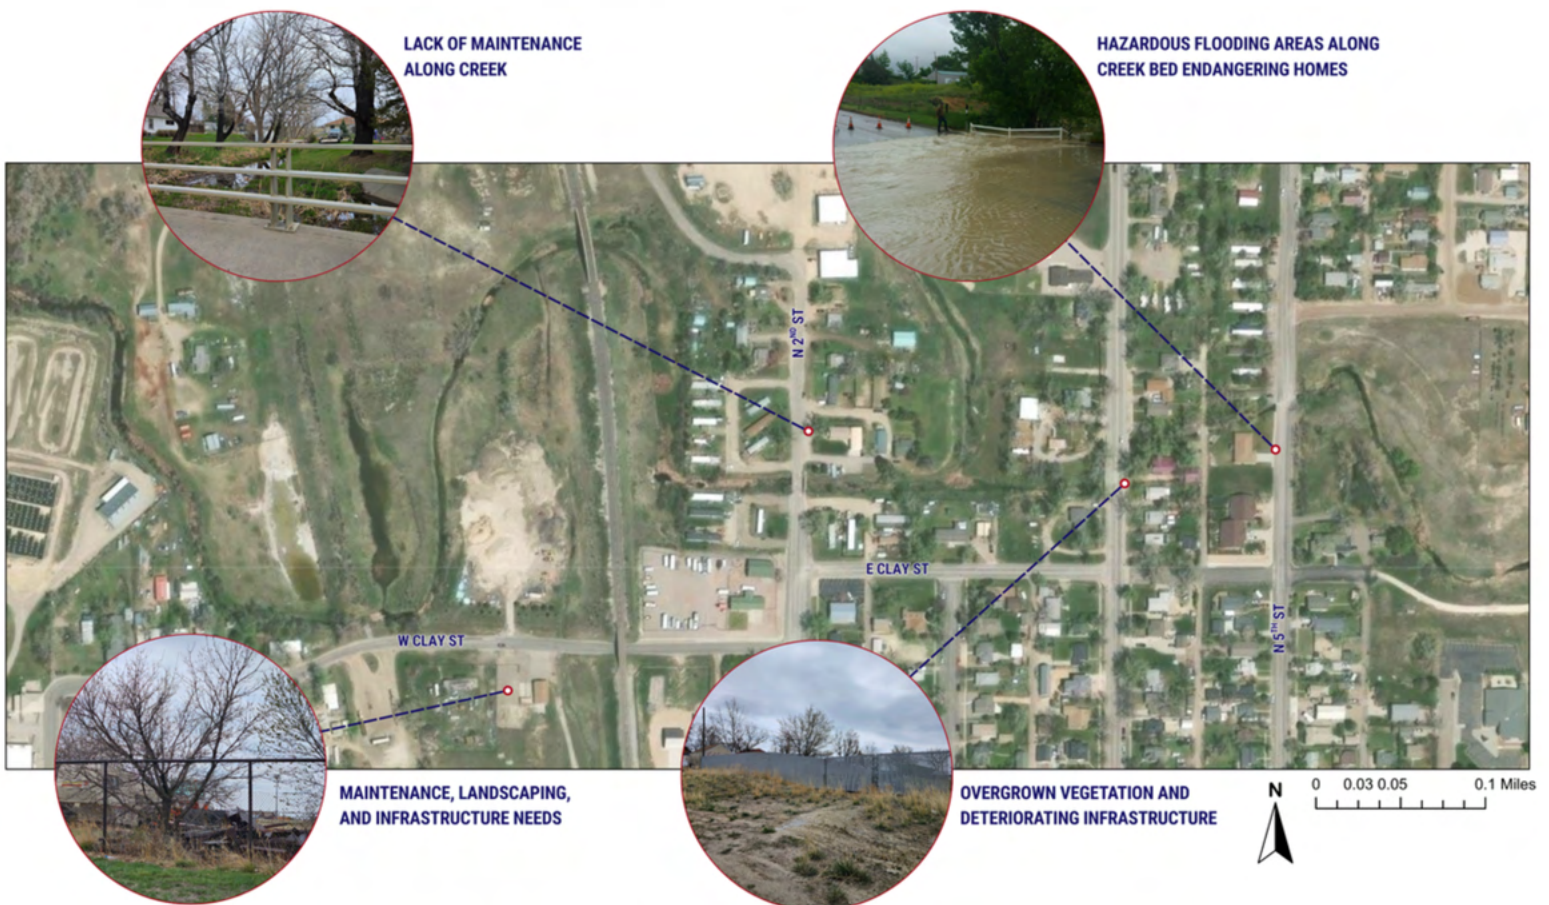 LACK OF MAINTENANCE
ALONG CREEK
HAZARDOUS FLOODING AREAS ALONG
CREEK BED ENDANGERING HOMES
N 2ND ST
E CLAY ST
W CLAY ST
N 5TH ST
MAINTENANCE, LANDSCAPING,
AND INFRASTRUCTURE NEEDS
OVERGROWN VEGETATION AND
DETERIORATING INFRASTRUCTURE
N
0 0.03 0.05 0.1 Miles